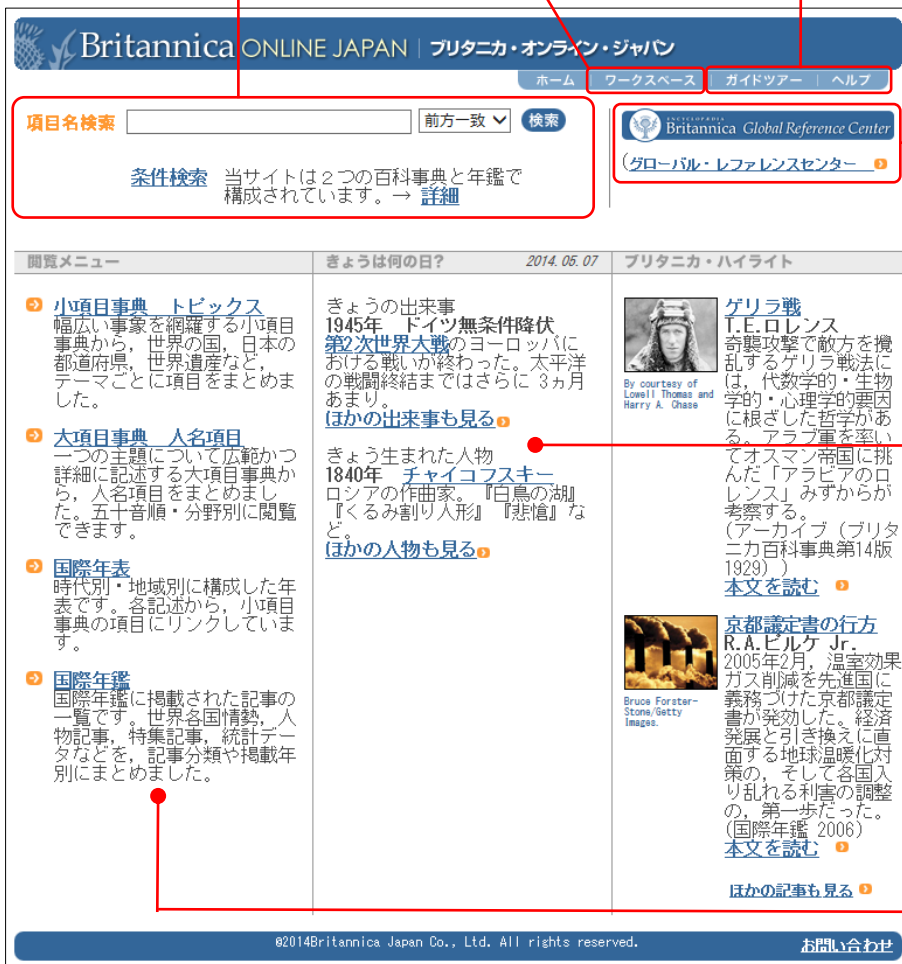 Britannica ONLINE JAPAN | ブリタニカ・オンライン・ジャパン
ホーム | ワークスペース | ガイドツアー | ヘルプ
項目名検索 前方一致 検索
条件検索 当サイトは２つの百科事典と年鑑で
構成されています。→ 詳細
ENCYCLOPÆDIA
Britannica Global Reference Center
(グローバル・レファレンスセンター
閲覧メニュー
小項目事典 トピックス
幅広い事象を網羅する小項目
事典から，世界の国，日本の
都道府県，世界遺産など，
テーマごとに項目をまとめま
した。
大項目事典 人名項目
一つの主題について広範かつ
詳細に記述する大項目事典か
ら，人名項目をまとめまし
た。五十音順・分野別に閲覧
できます。
国際年表
時代別・地域別に構成した年
表です。各記述から，小項目
事典の項目にリンクしていま
す。
国際年鑑
国際年鑑に掲載された記事の
一覧です。世界各国情勢，人
物記事，特集記事，統計デー
タなどを，記事分類や掲載年
別にまとめました。
きょうは何の日? 2014.05.07
きょうの出来事
1945年 ドイツ無条件降伏
第2次世界大戦のヨーロッパに
おける戦いが終わった。太平洋
の戦闘終結まではさらに 3ヵ月
あまり。
ほかの出来事も見る
きょう生まれた人物
1840年 チャイコフスキー
ロシアの作曲家。『白鳥の湖』
『くるみ割り人形』『悲愴』な
ど。
ほかの人物も見る
ブリタニカ・ハイライト
By courtesy of
Lowell Thomas and
Harry A. Chase
ゲリラ戦
T.E.ロレンス
奇襲攻撃で敵方を攪
乱するゲリラ戦法に
は，代数学的・生物
学的・心理学的要因
に根ざした哲学があ
る。アラブ軍を率い
てオスマン帝国に挑
んだ「アラビアのロ
レンス」みずからが
考察する。
(アーカイブ（ブリタ
ニカ百科事典第14版
1929）)
本文を読む
Bruce Forster-
Stone/Getty
Images.
京都議定書の行方
R.A.ピルケ Jr.
2005年2月，温室効果
ガス削減を先進国に
義務づけた京都議定
書が発効した。経済
発展と引き換えに直
面する地球温暖化対
策の，そして各国入
り乱れる利害の調整
の，第一歩だった。
(国際年鑑 2006)
本文を読む
ほかの記事も見る
©2014Britannica Japan Co., Ltd. All rights reserved.
お問い合わせ